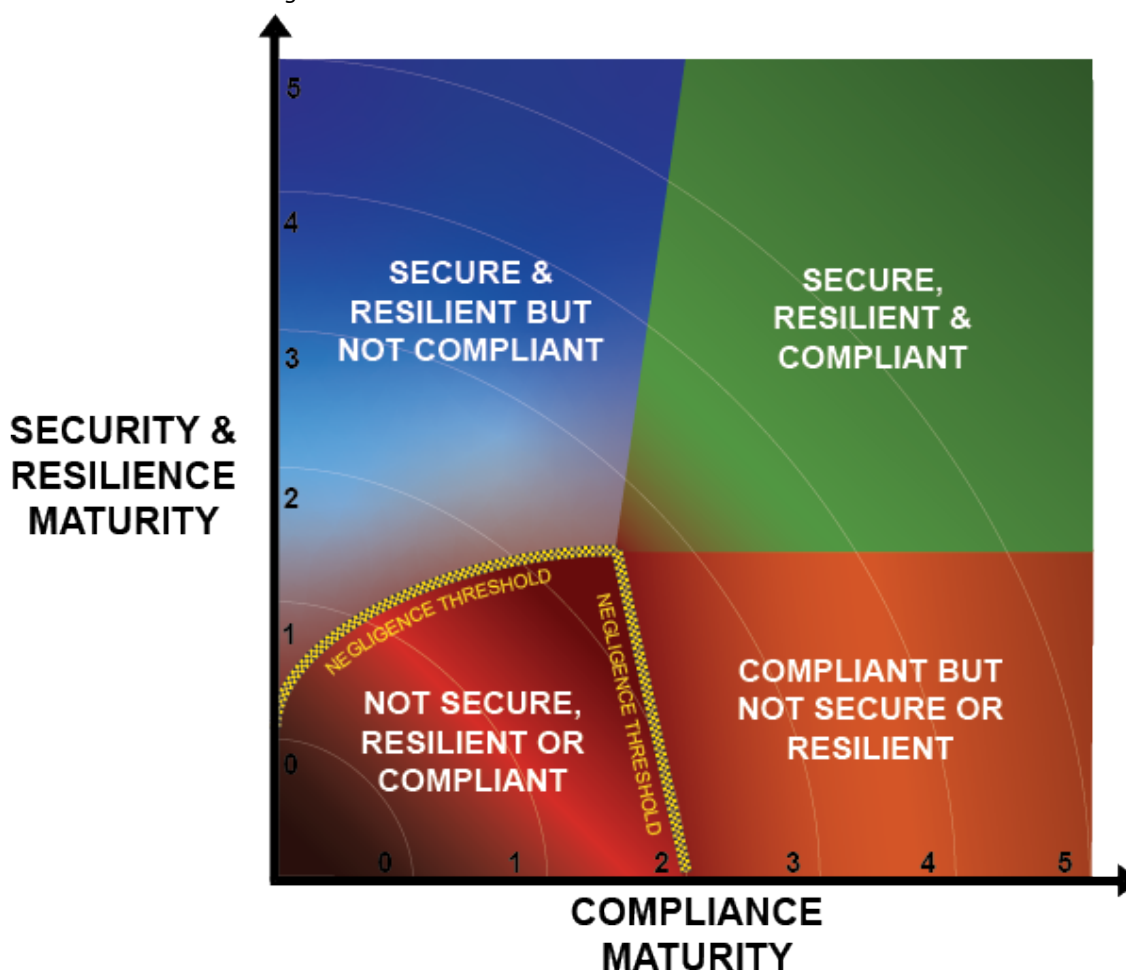 5
4
SECURE &
RESILIENT BUT
NOT COMPLIANT
SECURE,
RESILIENT &
COMPLIANT
3
SECURITY &
RESILIENCE
MATURITY
2
NEGLIGENCE THRESHOLD
NEGLIGENCE THRESHOLD
1
NOT SECURE,
RESILIENT OR
COMPLIANT
COMPLIANT BUT
NOT SECURE OR
RESILIENT
0
0 1 2 3 4 5
COMPLIANCE
MATURITY